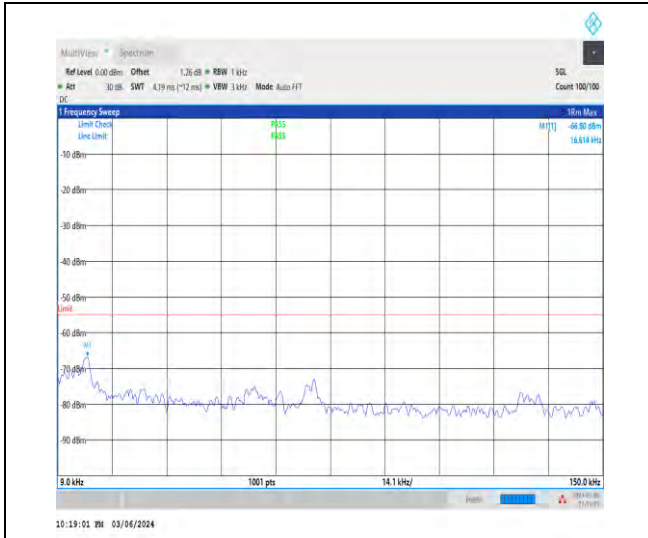 MultiView Spectrum
Ref Level 0.00 dBm Offset 1.26 dB RBW 1 kHz SGL
Att 30 dB SWT 4.19 ms (~12 ms) VBW 3 kHz Mode Auto FFT Count 100/100
DC
1 Frequency Sweep 1Rm Max
Limit Check PASS M1[1] -66.80 dBm
Line Limit PASS 16.614 kHz
-10 dBm
-20 dBm
-30 dBm
-40 dBm
-50 dBm
Limit
-60 dBm
M1
-70 dBm
-80 dBm
-90 dBm
9.0 kHz 1001 pts 14.1 kHz/ 150.0 kHz
10:19:01 PM 03/06/2024